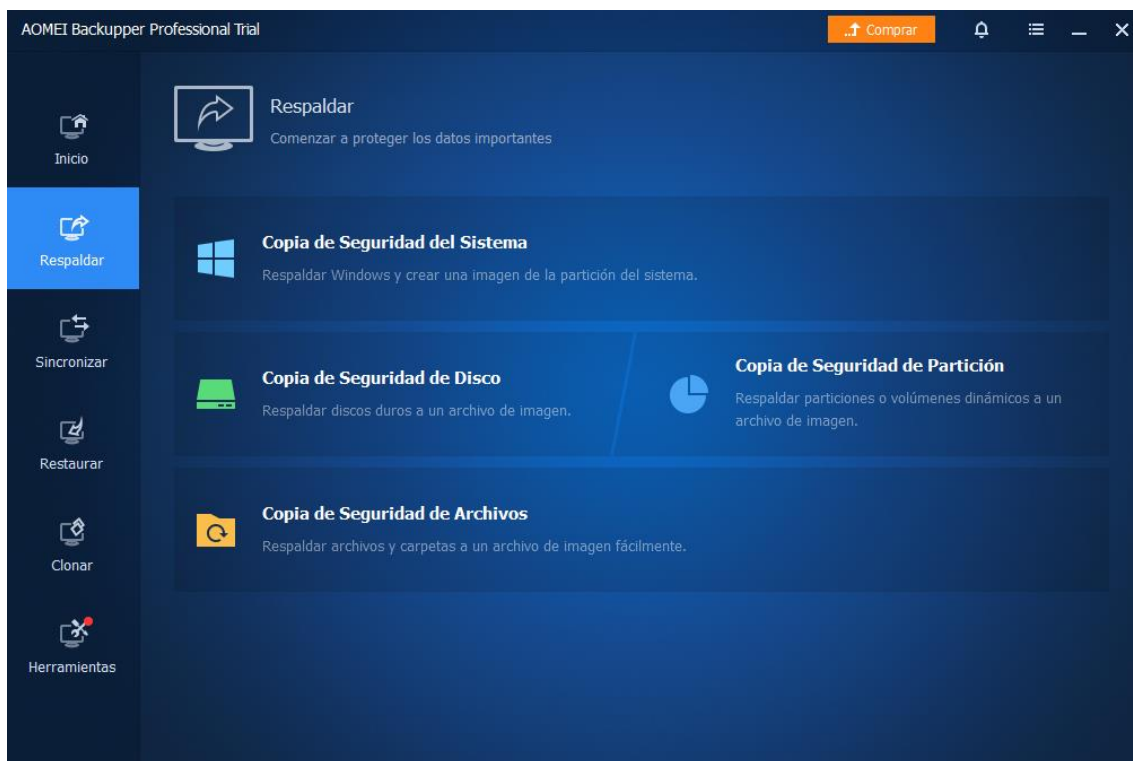 AOMEI Backupper Professional Trial
Comprar
Inicio
Respaldar
Sincronizar
Restaurar
Clonar
Herramientas
Respaldar
Comenzar a proteger los datos importantes
Copia de Seguridad del Sistema
Respaldar Windows y crear una imagen de la partición del sistema.
Copia de Seguridad de Disco
Respaldar discos duros a un archivo de imagen.
Copia de Seguridad de Partición
Respaldar particiones o volúmenes dinámicos a un
archivo de imagen.
Copia de Seguridad de Archivos
Respaldar archivos y carpetas a un archivo de imagen fácilmente.